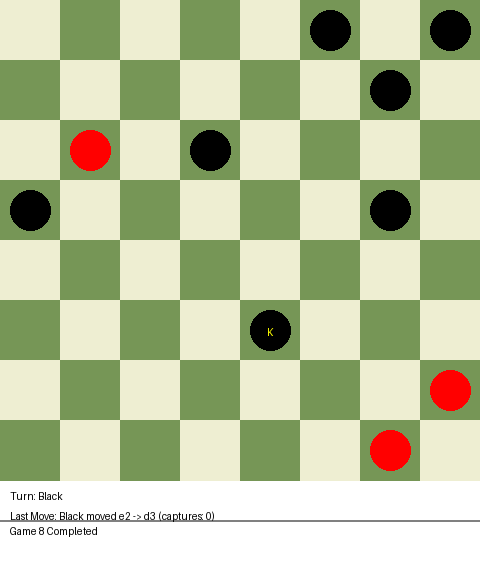 K
Turn: Black
Last Move: Black moved e2 -> d3 (captures: 0)
Game 8 Completed